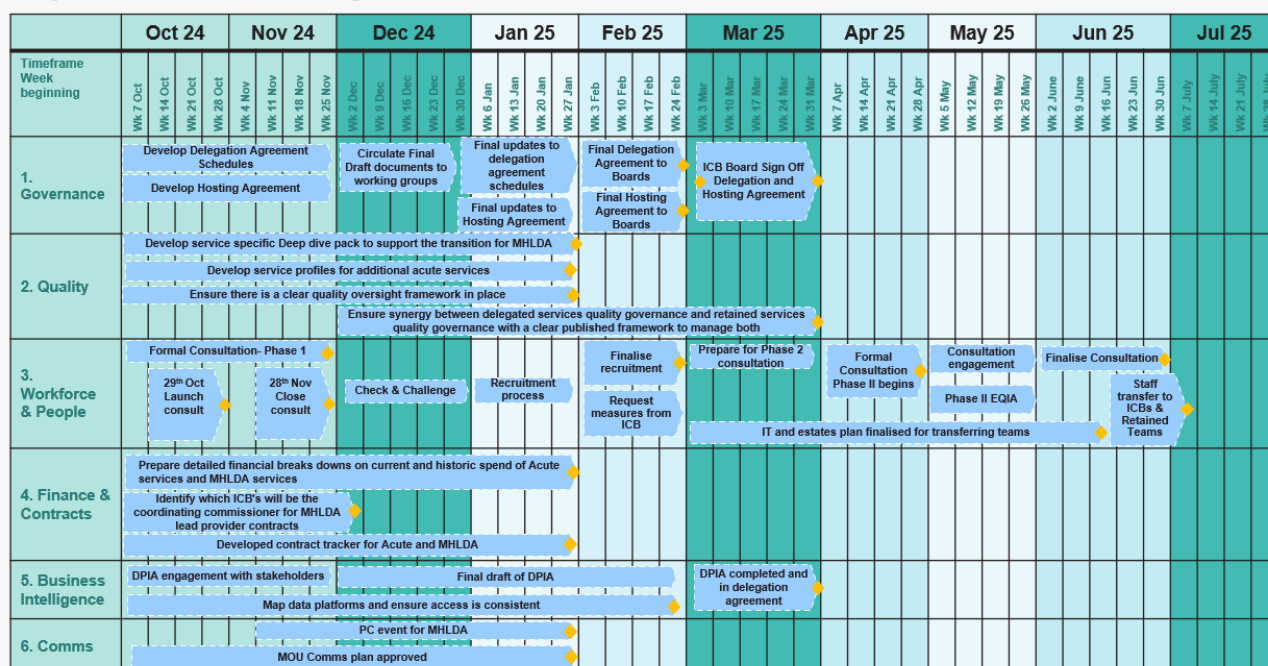 Oct 24
Nov 24
Dec 24
Jan 25
Feb 25
Mar 25
Apr 25
May 25
Jun 25
Jul 25
Timeframe
Week
beginning
Wk 7 Oct
Wk 14 Oct
Wk 21 Oct
Wk 28 Oct
Wk 4 Nov
Wk 11 Nov
Wk 18 Nov
Wk 25 Nov
Wk 2 Dec
Wk 9 Dec
Wk 16 Dec
Wk 23 Dec
Wk 30 Dec
Wk 6 Jan
Wk 13 Jan
Wk 20 Jan
Wk 27 Jan
Wk 3 Feb
Wk 10 Feb
Wk 17 Feb
Wk 24 Feb
Wk 3 Mar
Wk 10 Mar
Wk 17 Mar
Wk 24 Mar
Wk 31 Mar
Wk 7 Apr
Wk 14 Apr
Wk 21 Apr
Wk 28 Apr
Wk 5 May
Wk 12 May
Wk 19 May
Wk 26 May
Wk 2 June
Wk 9 June
Wk 16 Jun
Wk 23 Jun
Wk 30 Jun
Wk 7 July
Wk 14 July
Wk 21 July
Wk 28 July
1.
Governance
Develop Delegation Agreement
Schedules
Develop Hosting Agreement
Circulate Final
Draft documents to
working groups
Final updates to
delegation
agreement
schedules
Final updates to
Hosting Agreement
Final Delegation
Agreement to
Boards
Final Hosting
Agreement to
Boards
ICB Board Sign Off
Delegation and
Hosting Agreement
2. Quality
Develop service specific Deep dive pack to support the transition for MHLDA
Develop service profiles for additional acute services
Ensure there is a clear quality oversight framework in place
Ensure synergy between delegated services quality governance and retained services
quality governance with a clear published framework to manage both
3.
Workforce
& People
Formal Consultation- Phase 1
29th Oct
Launch
consult
28th Nov
Close
consult
Check & Challenge
Recruitment
process
Finalise
recruitment
Request
measures from
ICB
Prepare for Phase 2
consultation
Formal
Consultation
Phase II begins
Consultation
engagement
Phase II EQIA
Finalise Consultation
Staff
transfer to
ICBs &
Retained
Teams
IT and estates plan finalised for transferring teams
4. Finance &
Contracts
Prepare detailed financial breaks downs on current and historic spend of Acute
services and MHLDA services
Identify which ICB's will be the
coordinating commissioner for MHLDA
lead provider contracts
Developed contract tracker for Acute and MHLDA
5. Business
Intelligence
DPIA engagement with stakeholders
Final draft of DPIA
DPIA completed and
in delegation
agreement
Map data platforms and ensure access is consistent
6. Comms
PC event for MHLDA
MOU Comms plan approved